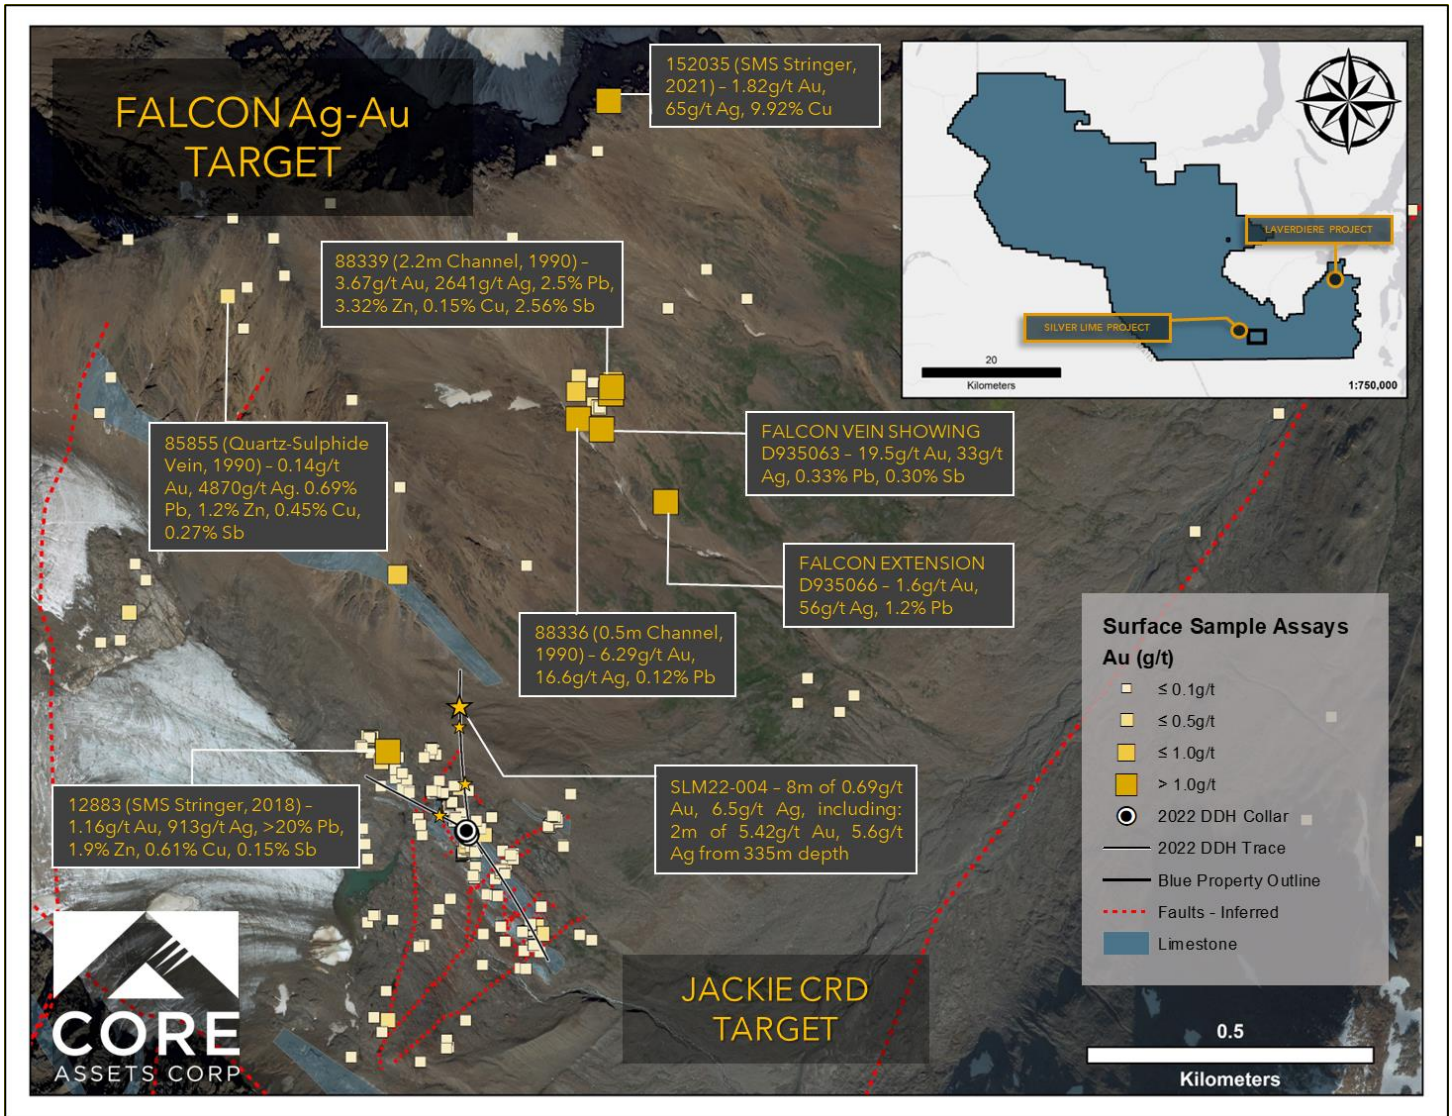 FALCON Ag-Au
TARGET
152035 (SMS Stringer,
2021) – 1.82g/t Au,
65g/t Ag, 9.92% Cu
LAVERDIERE PROJECT
SILVER LIME PROJECT
20
Kilometers
1:750,000
88339 (2.2m Channel, 1990) –
3.67g/t Au, 2641g/t Ag, 2.5% Pb,
3.32% Zn, 0.15% Cu, 2.56% Sb
85855 (Quartz-Sulphide
Vein, 1990) – 0.14g/t
Au, 4870g/t Ag. 0.69%
Pb, 1.2% Zn, 0.45% Cu,
0.27% Sb
FALCON VEIN SHOWING
D935063 – 19.5g/t Au, 33g/t
Ag, 0.33% Pb, 0.30% Sb
FALCON EXTENSION
D935066 – 1.6g/t Au,
56g/t Ag, 1.2% Pb
88336 (0.5m Channel,
1990) – 6.29g/t Au,
16.6g/t Ag, 0.12% Pb
12883 (SMS Stringer, 2018) –
1.16g/t Au, 913g/t Ag, >20% Pb,
1.9% Zn, 0.61% Cu, 0.15% Sb
SLM22-004 – 8m of 0.69g/t
Au, 6.5g/t Ag, including:
2m of 5.42g/t Au, 5.6g/t
Ag from 335m depth
Surface Sample Assays
Au (g/t)
≤ 0.1g/t
≤ 0.5g/t
≤ 1.0g/t
> 1.0g/t
2022 DDH Collar
2022 DDH Trace
Blue Property Outline
Faults - Inferred
Limestone
JACKIE CRD
TARGET
0.5
Kilometers
CORE
ASSETS CORP